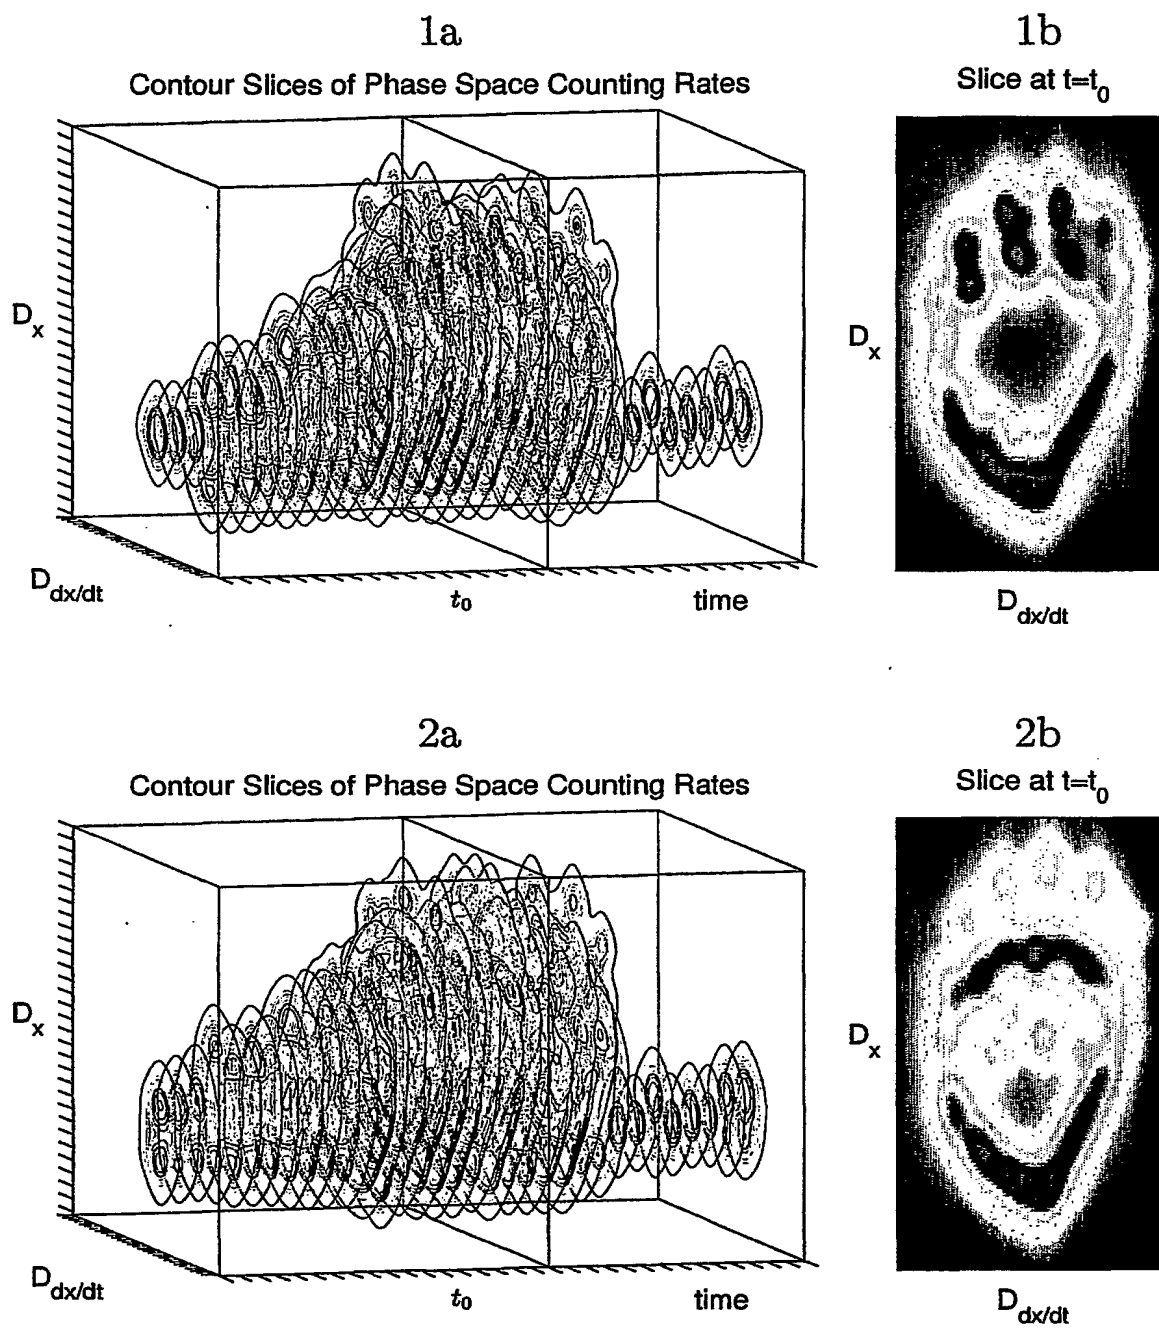 1a
Contour Slices of Phase Space Counting Rates
D_x
D_dx/dt
t_0
time
1b
Slice at t=t_0
D_x
D_dx/dt
2a
Contour Slices of Phase Space Counting Rates
D_x
D_dx/dt
t_0
time
2b
Slice at t=t_0
D_x
D_dx/dt